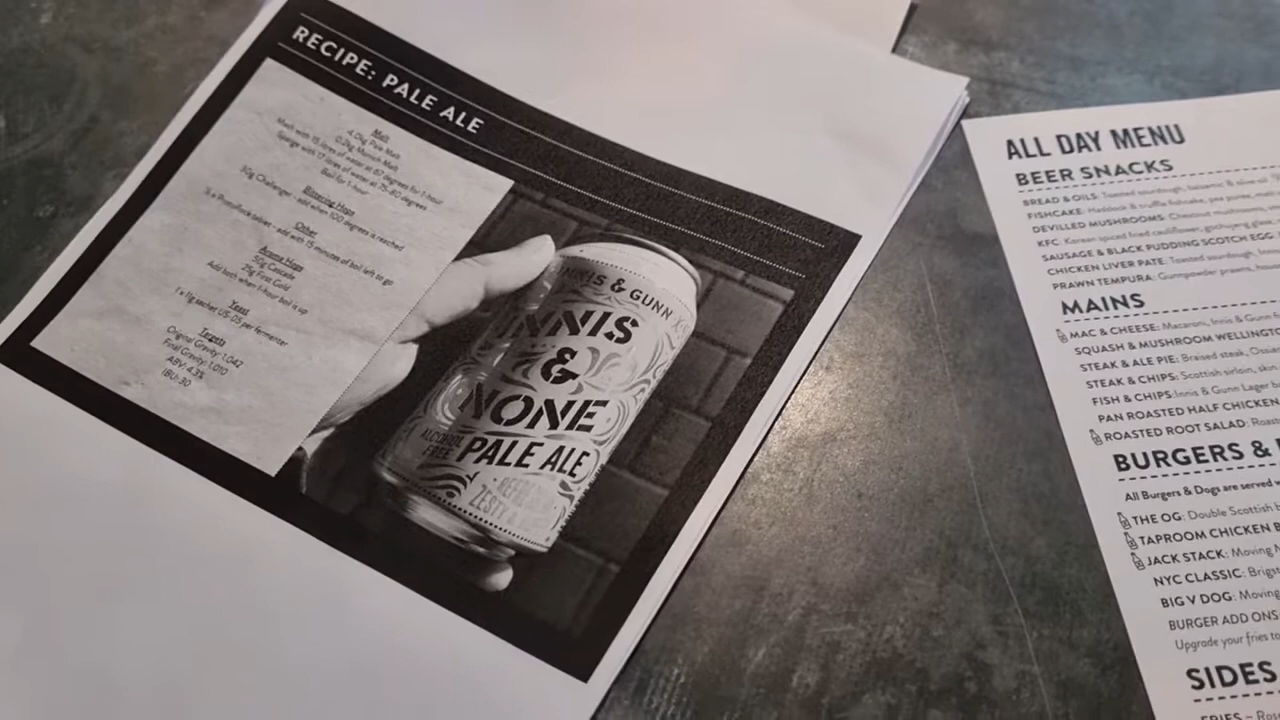 RECIPE: PALE ALE
Malt
4.0kg Pale Malt
0.2kg Munich Malt
Mash with 15 litres of water at 67 degrees for 1-hour
Sparge with 17 litres of water at 75-80 degrees
Boil for 1-hour
Bittering Hops
30g Challenger - add when 100 degrees is reached
Other
½ x Protofloc tablet - add with 15 minutes of boil left to go
Aroma Hops
50g Cascade
25g First Gold
Add both when 1-hour boil is up
Yeast
1 x 11g sachet US-05 per fermenter
Targets
Original Gravity: 1.042
Final Gravity: 1.010
ABV: 4.3%
IBU: 30
INNIS & GUNN
INNIS
&
NONE
ALCOHOL
FREE
PALE ALE
ZESTY
ALL DAY MENU
BEER SNACKS
BREAD & OILS: Toasted sourdough, balsamic & olive oil
FISHCAKE: Haddock & truffle fishcake, pea puree,
DEVILLED MUSHROOMS: Chestnut
KFC: Korean spiced fried cauliflower, gochujang glaze,
SAUSAGE & BLACK PUDDING SCOTCH EGG
CHICKEN LIVER PATE: Toasted sourdough,
PRAWN TEMPURA: Gunpowder prawns,
MAINS
MAC & CHEESE: Macaroni, Innis & Gunn
SQUASH & MUSHROOM WELLINGTON
STEAK & ALE PIE: Braised steak,
STEAK & CHIPS: Scottish sirloin,
FISH & CHIPS: Innis & Gunn Lager
PAN ROASTED HALF CHICKEN
ROASTED ROOT SALAD:
BURGERS &
All Burgers & Dogs are served
THE OG: Double Scottish
TAPROOM CHICKEN
JACK STACK: Moving
NYC CLASSIC:
BIG V DOG: Moving
BURGER ADD ONS
Upgrade your fries to
SIDES
FRIES –